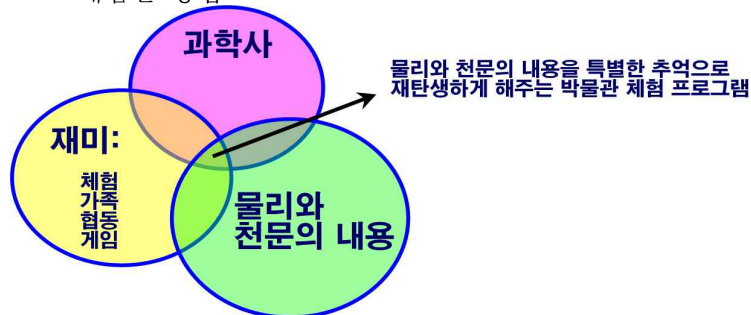 과학사
물리와 천문의 내용을 특별한 추억으로
재탄생하게 해주는 박물관 체험 프로그램
재미:
체험
가족
협동
게임
물리와
천문의 내용